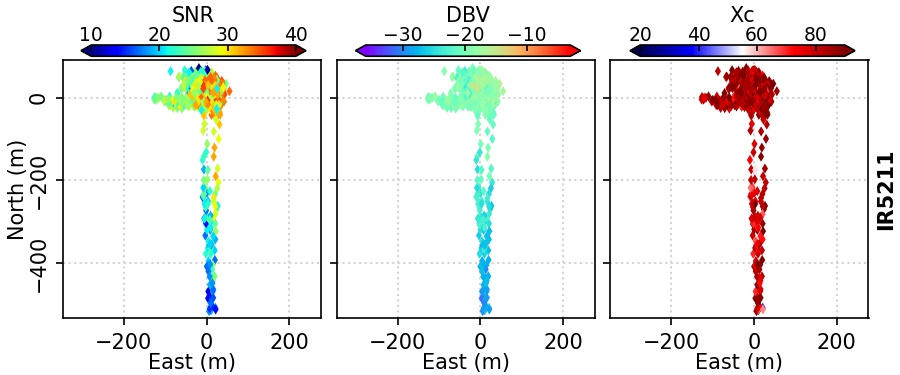 SNR DBV Xc
10 20 30 40 −30 −20 −10 20 40 60 80
North (m)
0
−200
−400
IR5211
−200 0 200 −200 0 200 −200 0 200
East (m) East (m) East (m)